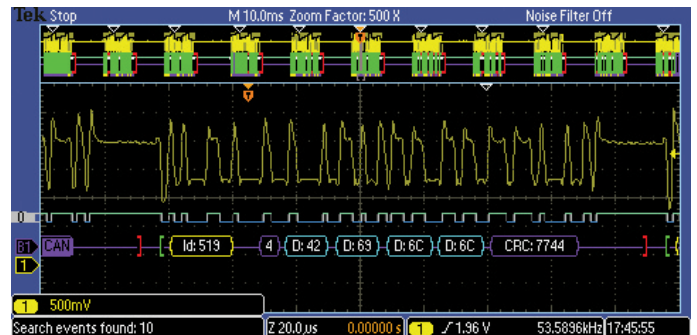 Tek Stop M 10.0ms Zoom Factor: 500 X Noise Filter Off
T
T
0
B1 CAN Id: 519 4 D: 42 D: 69 D: 6C D: 6C CRC: 7744
1
1 500mV
Search events found: 10 Z 20.0µs 0.00000 s 1 1.96 V 53.5896kHz 17:45:55